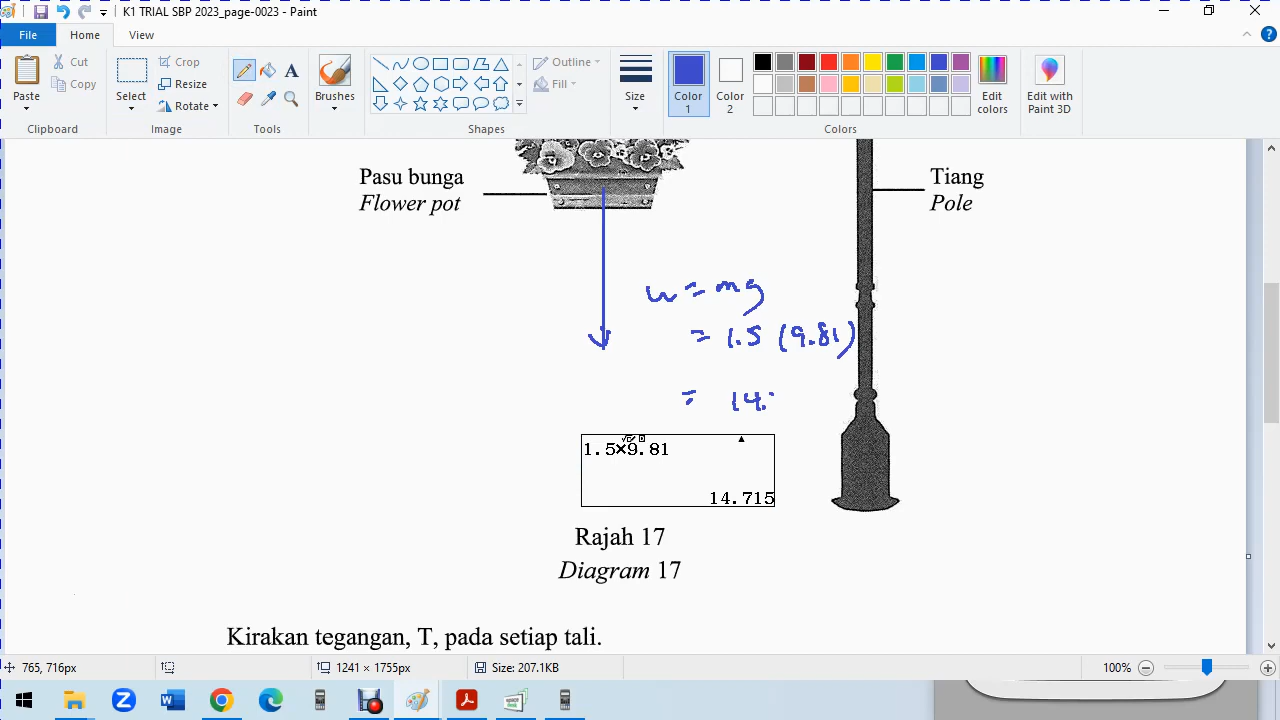 K1 TRIAL SBP 2023_page-0023 - Paint
File Home View
Paste
Cut
Copy
Clipboard
Select
Crop
Resize
Rotate
Image
A
Tools
Brushes
Shapes
Outline
Fill
Size
Color 1
Color 2
Colors
Edit colors
Edit with Paint 3D
Pasu bunga
Flower pot
Tiang
Pole
w = mg
= 1.5 (9.81)
= 14.
1.5×9.81
14.715
Rajah 17
Diagram 17
Kirakan tegangan, T, pada setiap tali.
765, 716px
1241 × 1755px
Size: 207.1KB
100%